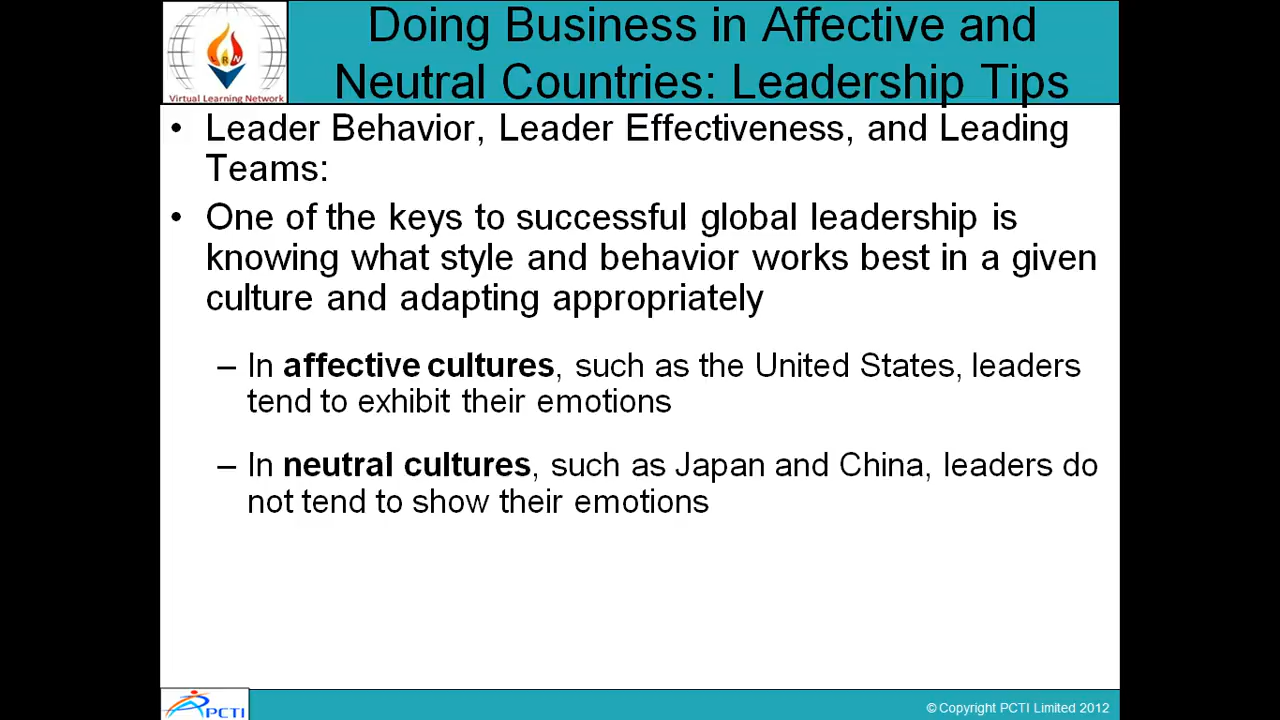 Doing Business in Affective and
Neutral Countries: Leadership Tips
LRN
Virtual Learning Network
• Leader Behavior, Leader Effectiveness, and Leading
Teams:
• One of the keys to successful global leadership is
knowing what style and behavior works best in a given
culture and adapting appropriately
– In affective cultures, such as the United States, leaders
tend to exhibit their emotions
– In neutral cultures, such as Japan and China, leaders do
not tend to show their emotions
PCTI
© Copyright PCTI Limited 2012